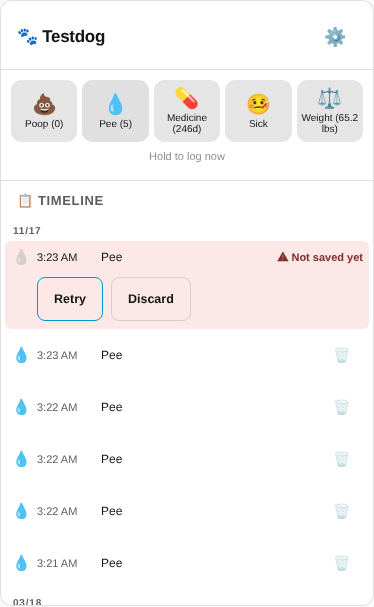 Testdog
Poop (0)
Pee (5)
Medicine
(246d)
Sick
Weight (65.2
lbs)
Hold to log now
TIMELINE
11/17
3:23 AM Pee Not saved yet
Retry Discard
3:23 AM Pee
3:22 AM Pee
3:22 AM Pee
3:22 AM Pee
3:21 AM Pee
03/18